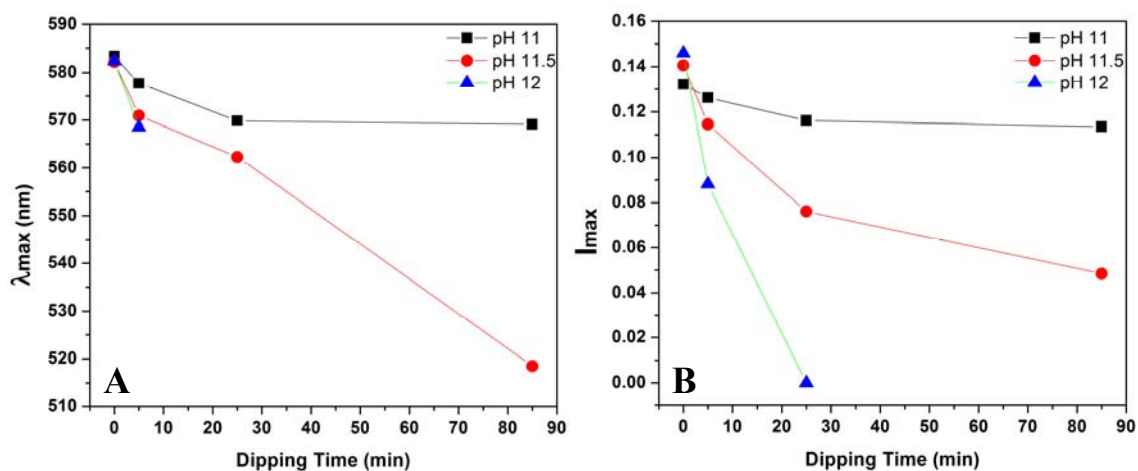 590
580
570
560
550
540
530
520
510
λmax (nm)
pH 11
pH 11.5
pH 12
A
0 10 20 30 40 50 60 70 80 90
Dipping Time (min)
0.16
0.14
0.12
0.10
0.08
0.06
0.04
0.02
0.00
Imax
pH 11
pH 11.5
pH 12
B
0 10 20 30 40 50 60 70 80 90
Dipping Time (min)